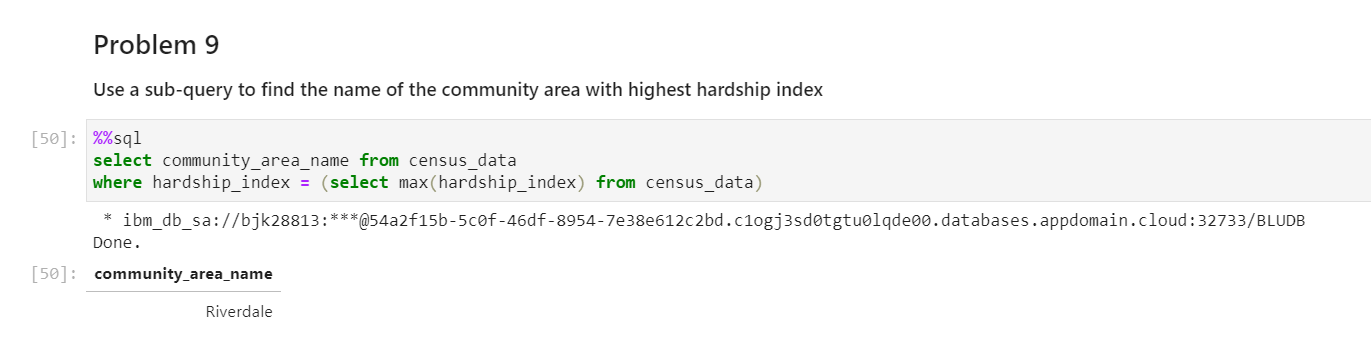 Problem 9
Use a sub-query to find the name of the community area with highest hardship index
[50]: %%sql
select community_area_name from census_data
where hardship_index = (select max(hardship_index) from census_data)
* ibm_db_sa://bjk28813:***@54a2f15b-5c0f-46df-8954-7e38e612c2bd.c1ogj3sd0tgtu0lqde00.databases.appdomain.cloud:32733/BLUDB
Done.
[50]: community_area_name
Riverdale